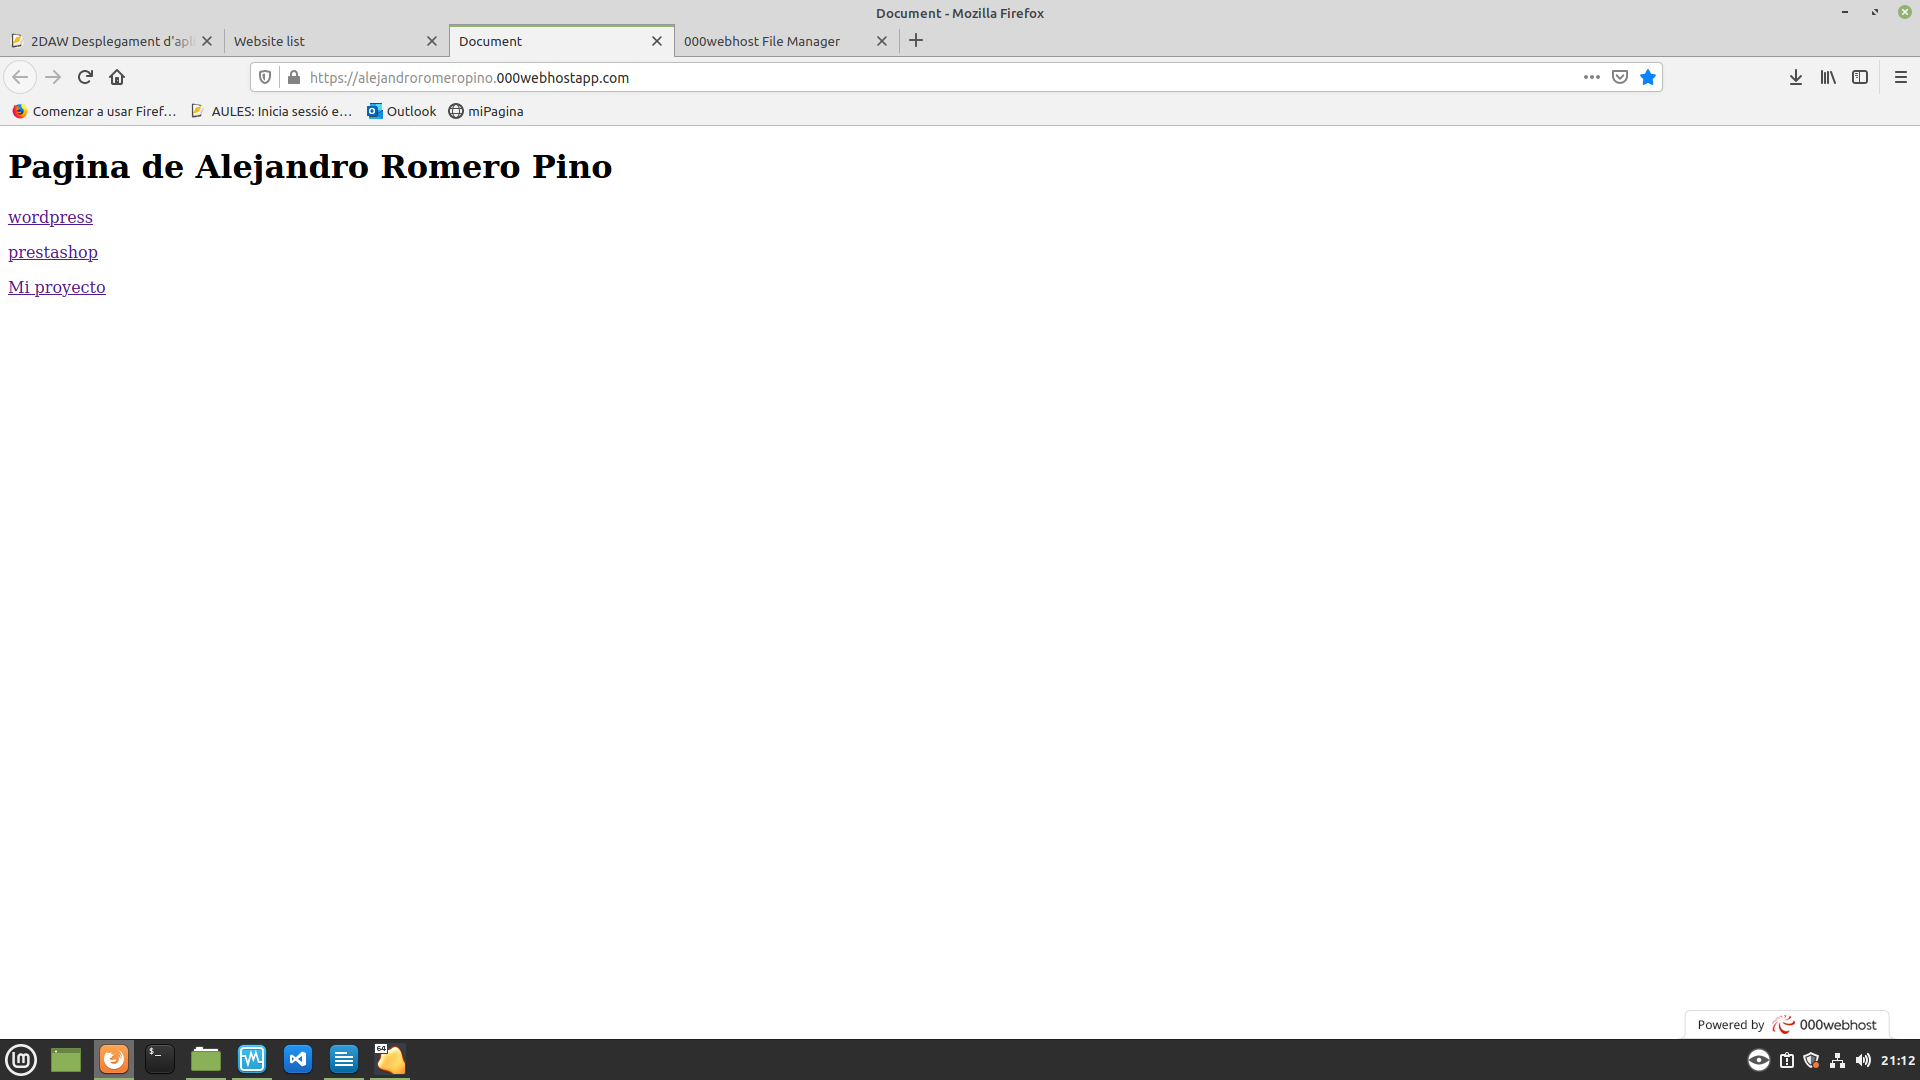 Document - Mozilla Firefox
2DAW Desplegament d'apl
Website list
Document
000webhost File Manager
https://alejandroromeropino.000webhostapp.com
Comenzar a usar Firef…
AULES: Inicia sessió e…
Outlook
miPagina
Pagina de Alejandro Romero Pino
wordpress
prestashop
Mi proyecto
Powered by 000webhost
$_
64
21:12